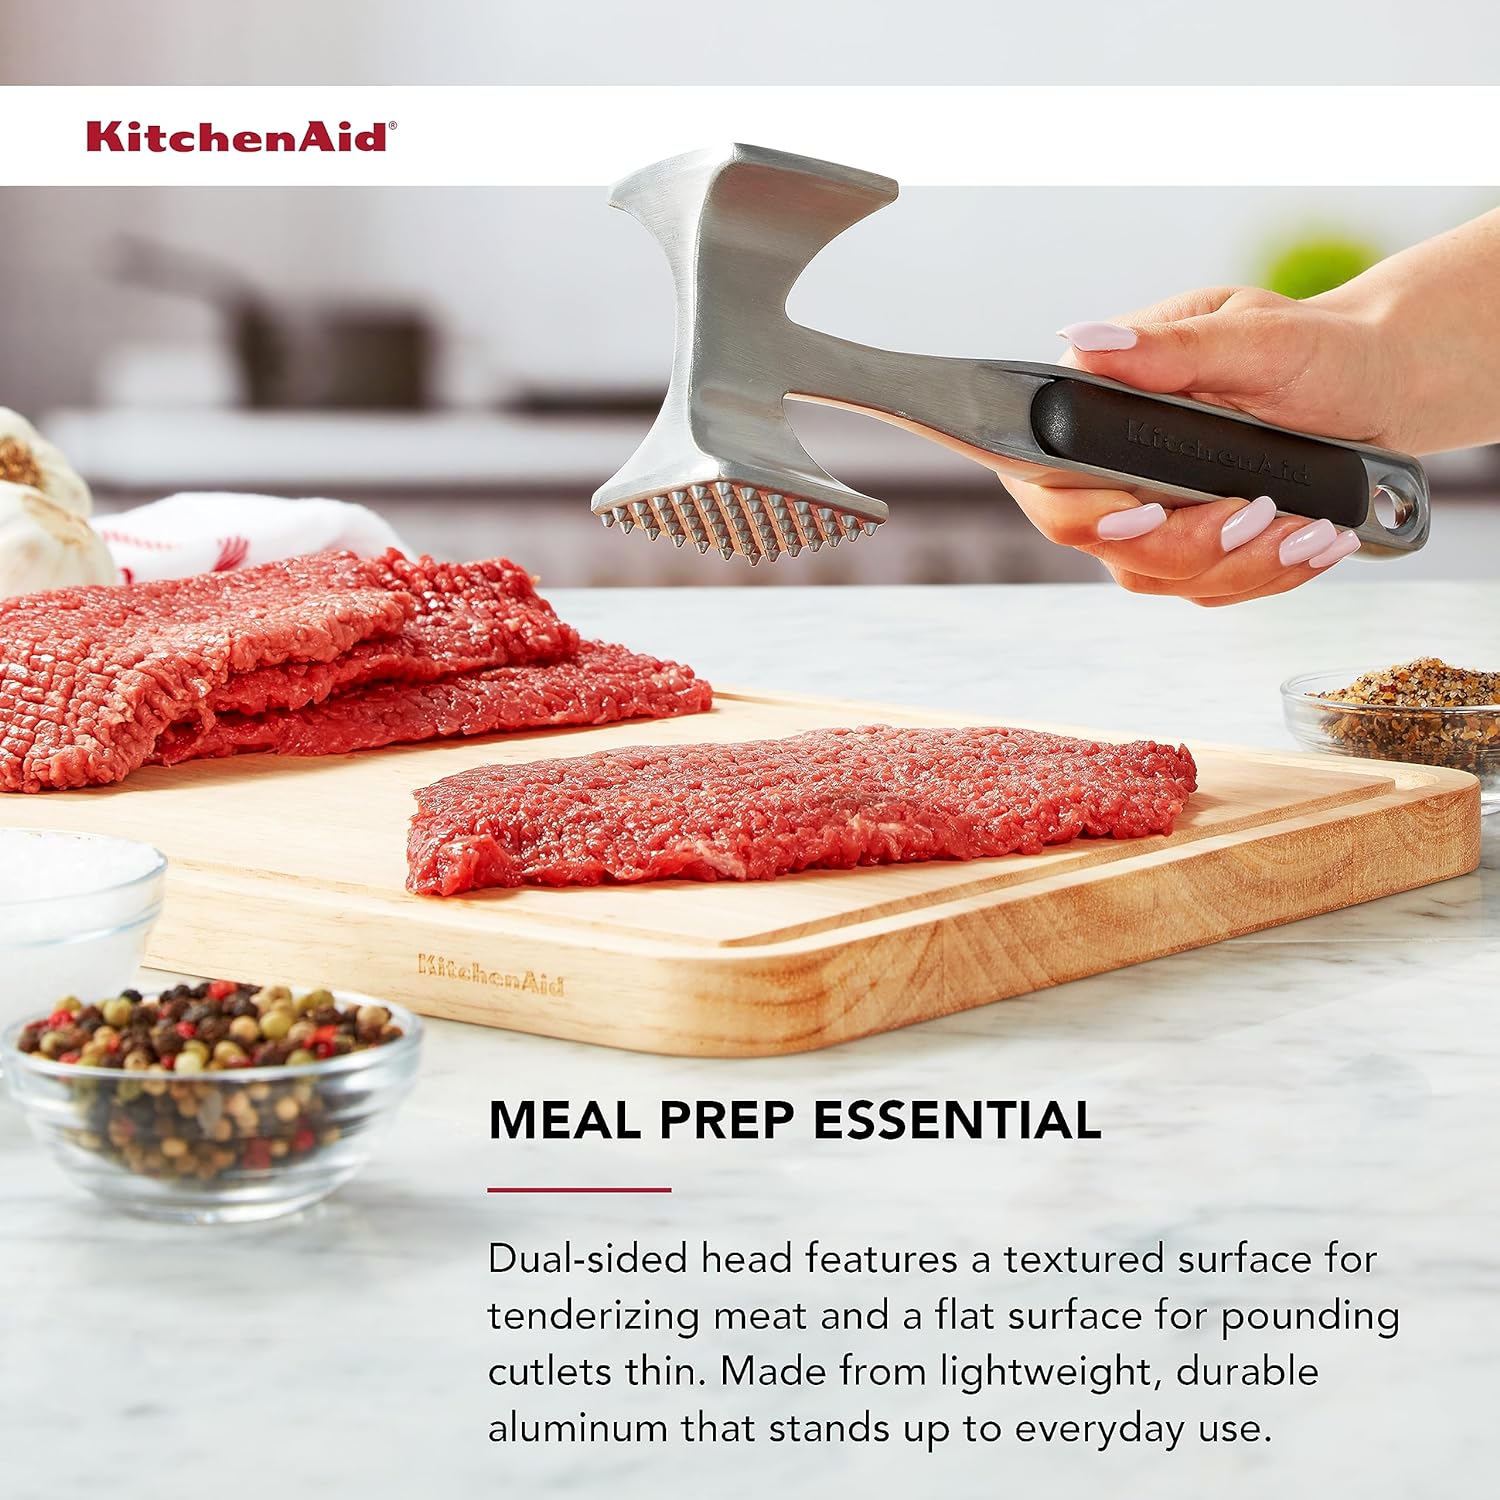 KitchenAid®
KitchenAid
KitchenAid
MEAL PREP ESSENTIAL
Dual-sided head features a textured surface for
tenderizing meat and a flat surface for pounding
cutlets thin. Made from lightweight, durable
aluminum that stands up to everyday use.